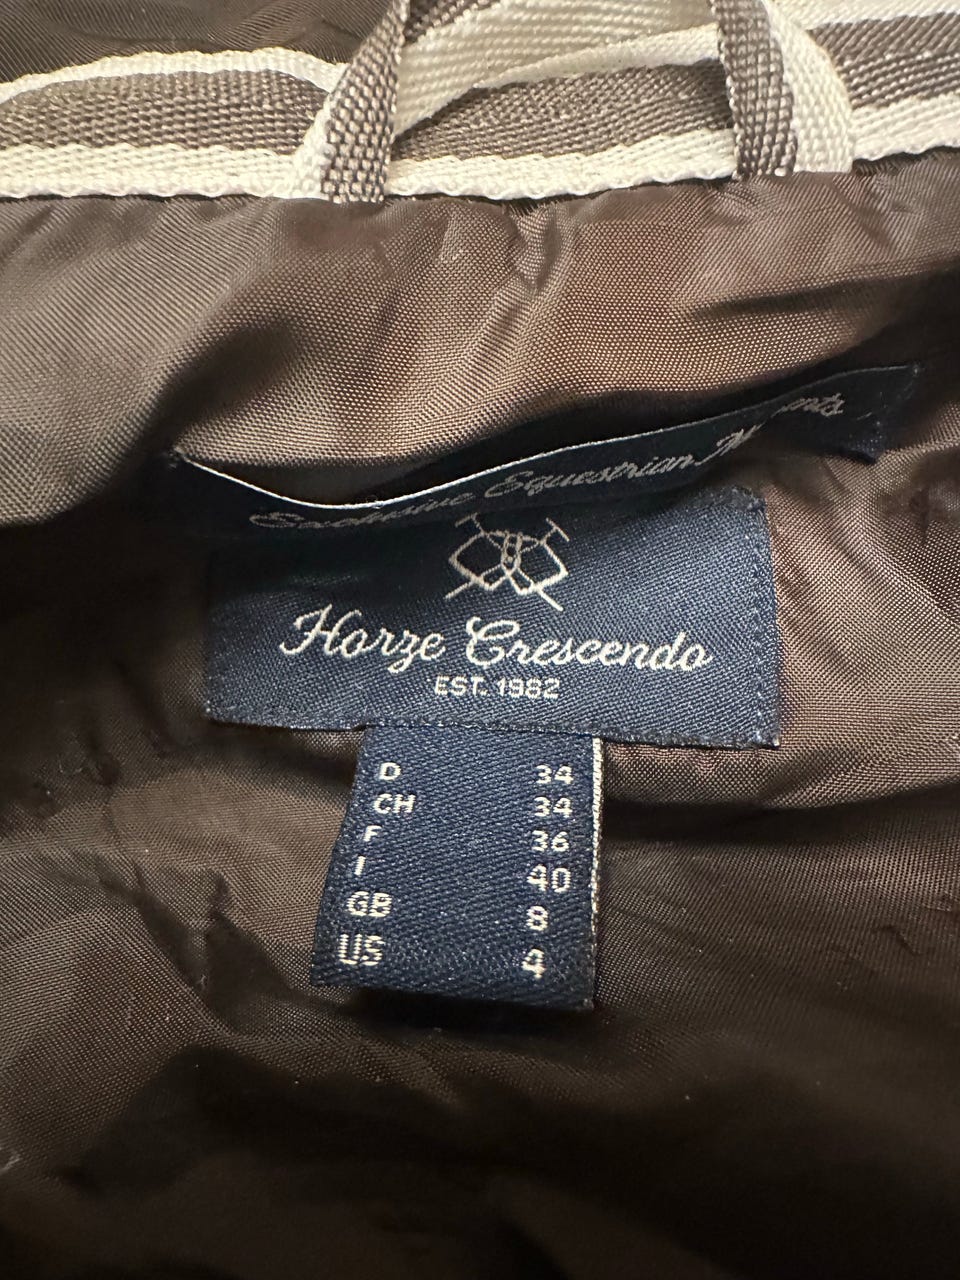 Exclusive Equestrian
Horze Crescendo
EST. 1982
D 34
CH 34
F 36
I 40
GB 8
US 4